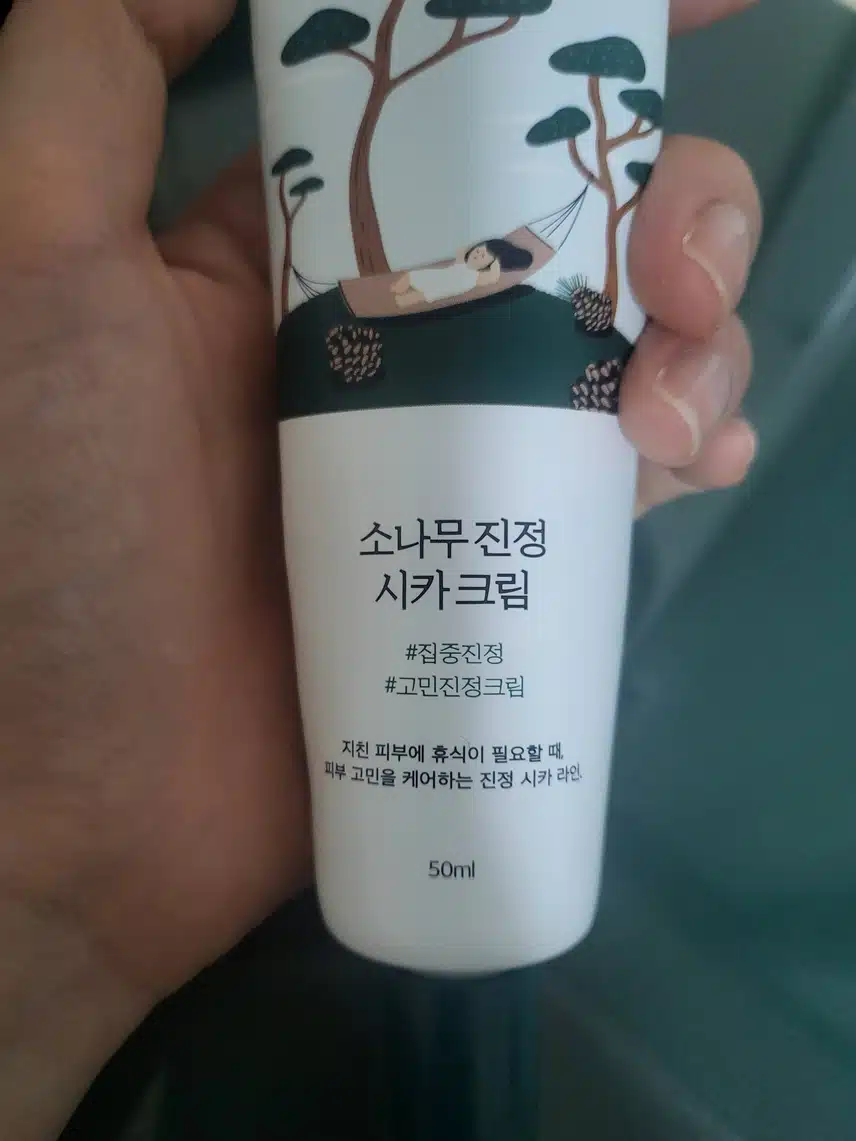 소나무 진정
시카 크림
#집중진정
#고민진정크림
지친 피부에 휴식이 필요할 때,
피부 고민을 케어하는 진정 시카 라인.
50ml